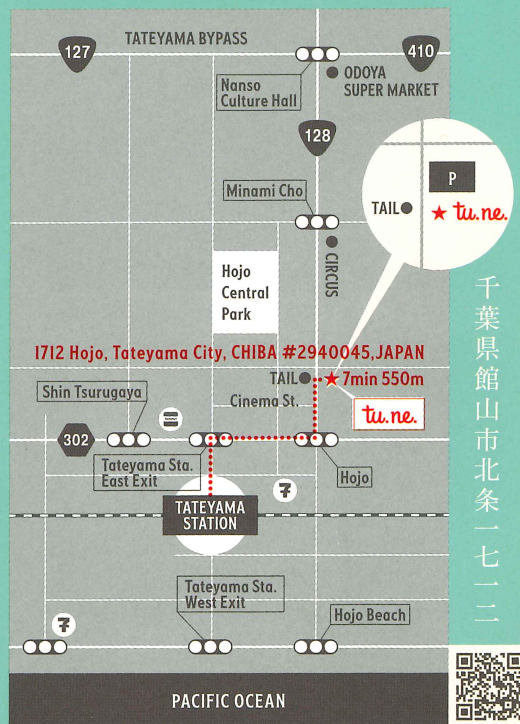 127
TATEYAMA BYPASS
410
Nanso
Culture Hall
ODOYA
SUPER MARKET
128
P
Minami Cho
TAIL
★ tu.ne.
CIRCUS
Hojo
Central
Park
1712 Hojo, Tateyama City, CHIBA #2940045,JAPAN
TAIL
★ 7min 550m
Cinema St.
tu.ne.
Shin Tsurugaya
302
Tateyama Sta.
East Exit
Hojo
7
TATEYAMA
STATION
Tateyama Sta.
West Exit
Hojo Beach
7
PACIFIC OCEAN
千葉県館山市北条一七一二